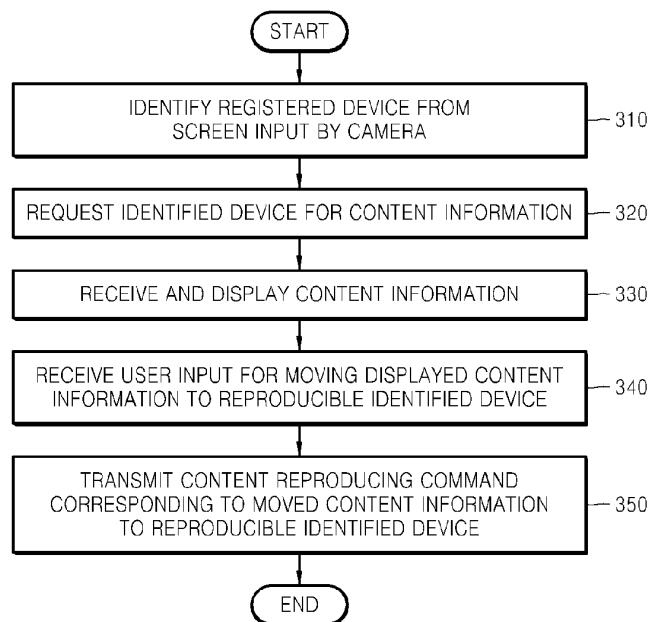 START
IDENTIFY REGISTERED DEVICE FROM
SCREEN INPUT BY CAMERA
310
REQUEST IDENTIFIED DEVICE FOR CONTENT INFORMATION
320
RECEIVE AND DISPLAY CONTENT INFORMATION
330
RECEIVE USER INPUT FOR MOVING DISPLAYED CONTENT
INFORMATION TO REPRODUCIBLE IDENTIFIED DEVICE
340
TRANSMIT CONTENT REPRODUCING COMMAND
CORRESPONDING TO MOVED CONTENT INFORMATION
TO REPRODUCIBLE IDENTIFIED DEVICE
350
END